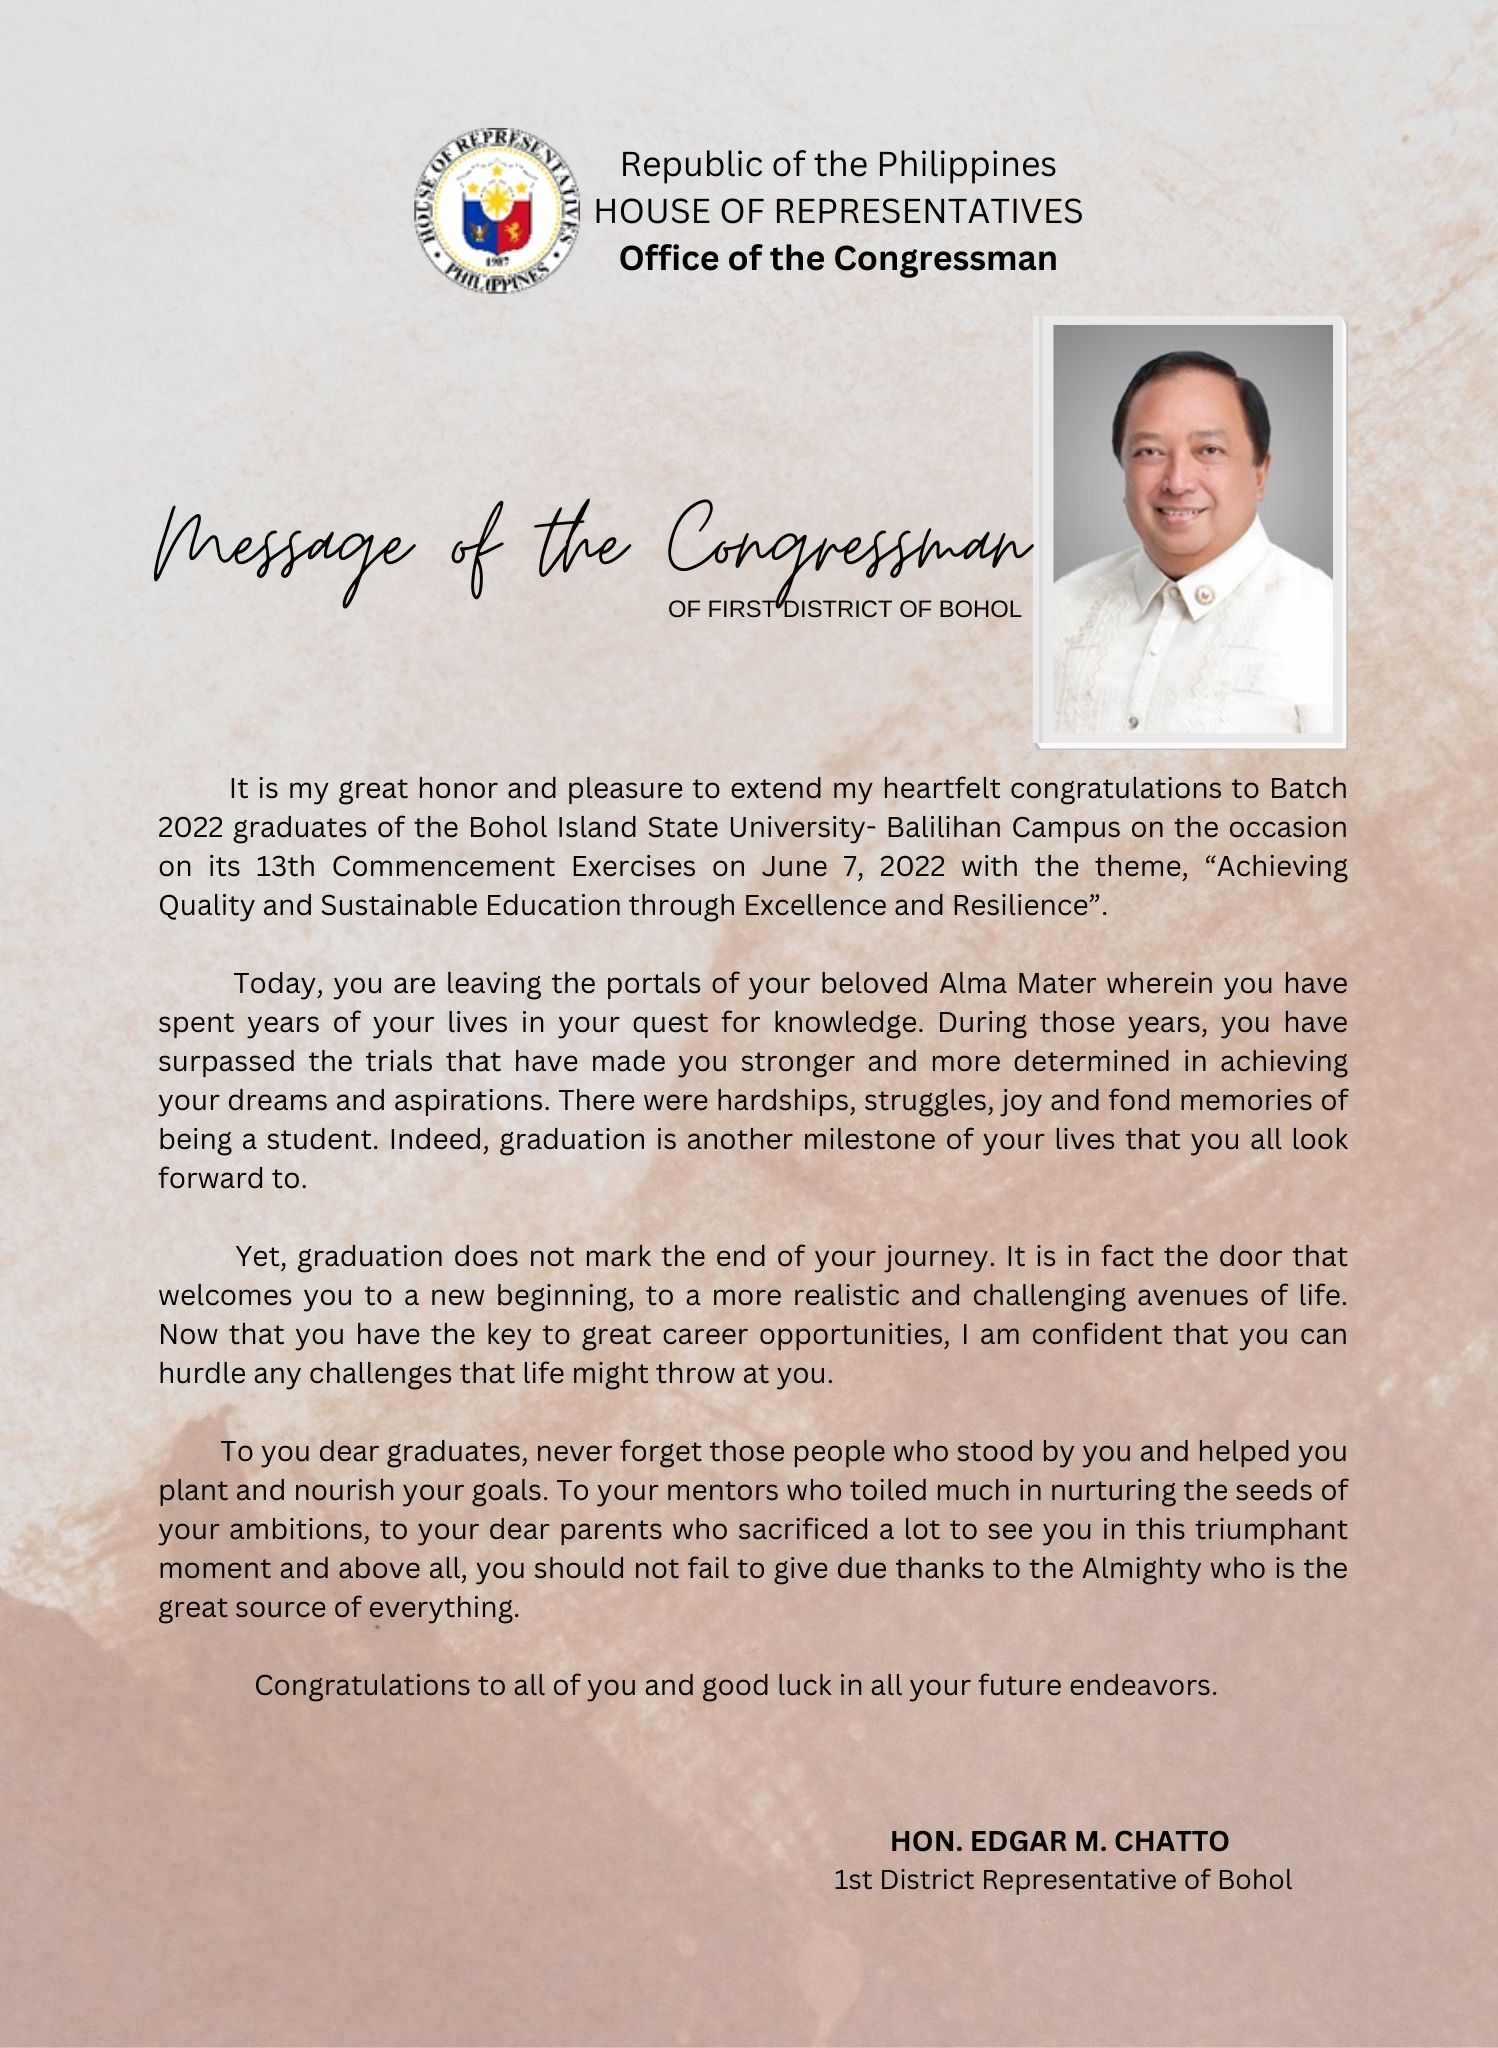 HOUSE OF REPRESENTATIVES
1987
PHILIPPINES
Republic of the Philippines
HOUSE OF REPRESENTATIVES
Office of the Congressman
Message of the Congressman
OF FIRST DISTRICT OF BOHOL
It is my great honor and pleasure to extend my heartfelt congratulations to Batch
2022 graduates of the Bohol Island State University- Balilihan Campus on the occasion
on its 13th Commencement Exercises on June 7, 2022 with the theme, “Achieving
Quality and Sustainable Education through Excellence and Resilience”.
Today, you are leaving the portals of your beloved Alma Mater wherein you have
spent years of your lives in your quest for knowledge. During those years, you have
surpassed the trials that have made you stronger and more determined in achieving
your dreams and aspirations. There were hardships, struggles, joy and fond memories of
being a student. Indeed, graduation is another milestone of your lives that you all look
forward to.
Yet, graduation does not mark the end of your journey. It is in fact the door that
welcomes you to a new beginning, to a more realistic and challenging avenues of life.
Now that you have the key to great career opportunities, I am confident that you can
hurdle any challenges that life might throw at you.
To you dear graduates, never forget those people who stood by you and helped you
plant and nourish your goals. To your mentors who toiled much in nurturing the seeds of
your ambitions, to your dear parents who sacrificed a lot to see you in this triumphant
moment and above all, you should not fail to give due thanks to the Almighty who is the
great source of everything.
Congratulations to all of you and good luck in all your future endeavors.
HON. EDGAR M. CHATTO
1st District Representative of Bohol